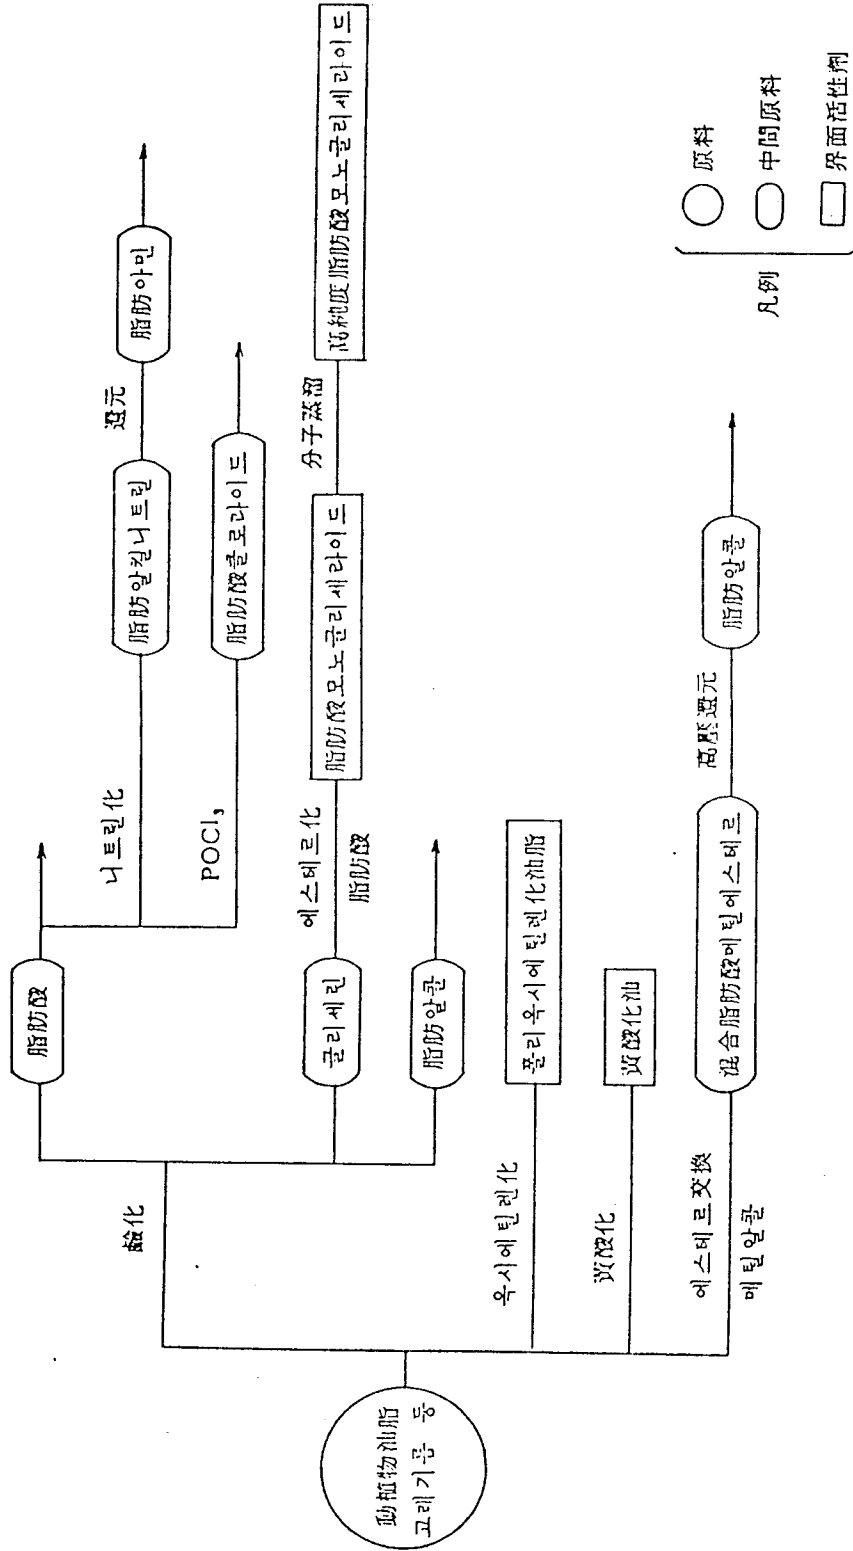 動植物油脂
고래기름 등
鹼化
脂肪酸
니트릴化
脂肪알킬니트릴
還元
脂肪아민
POCl₃
脂肪酸클로라이드
글리세린
에스테르化
脂肪酸
脂肪酸모노글리세라이드
分子蒸溜
高純度脂肪酸모노글리세라이드
脂肪알콜
옥시에틸렌化
폴리옥시에틸렌化油脂
黃酸化
黃酸化油
에스테르交換
메틸알콜
混合脂肪酸메틸에스테르
高壓還元
脂肪알콜
凡例
原料
中間原料
界面活性劑